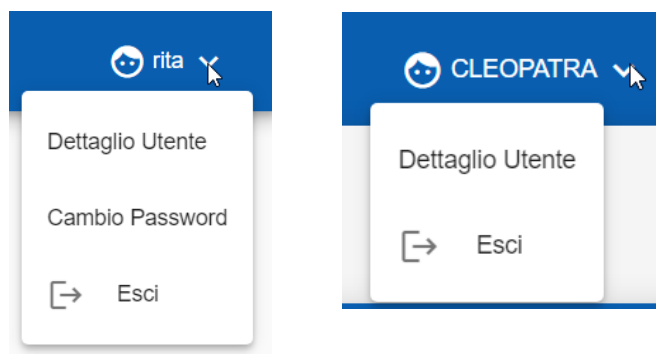 rita
Dettaglio Utente
Cambio Password
Esci
CLEOPATRA
Dettaglio Utente
Esci